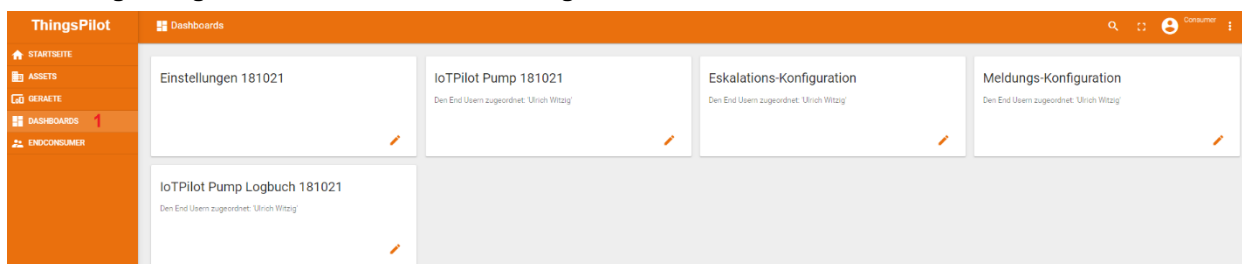 ThingsPilot
Dashboards
Consumer
STARTSEITE
ASSETS
GERAETE
DASHBOARDS 1
ENDCONSUMER
Einstellungen 181021
IoTPilot Pump 181021
Den End Usern zugeordnet: 'Ulrich Witzig'
Eskalations-Konfiguration
Den End Usern zugeordnet: 'Ulrich Witzig'
Meldungs-Konfiguration
Den End Usern zugeordnet: 'Ulrich Witzig'
IoTPilot Pump Logbuch 181021
Den End Usern zugeordnet: 'Ulrich Witzig'